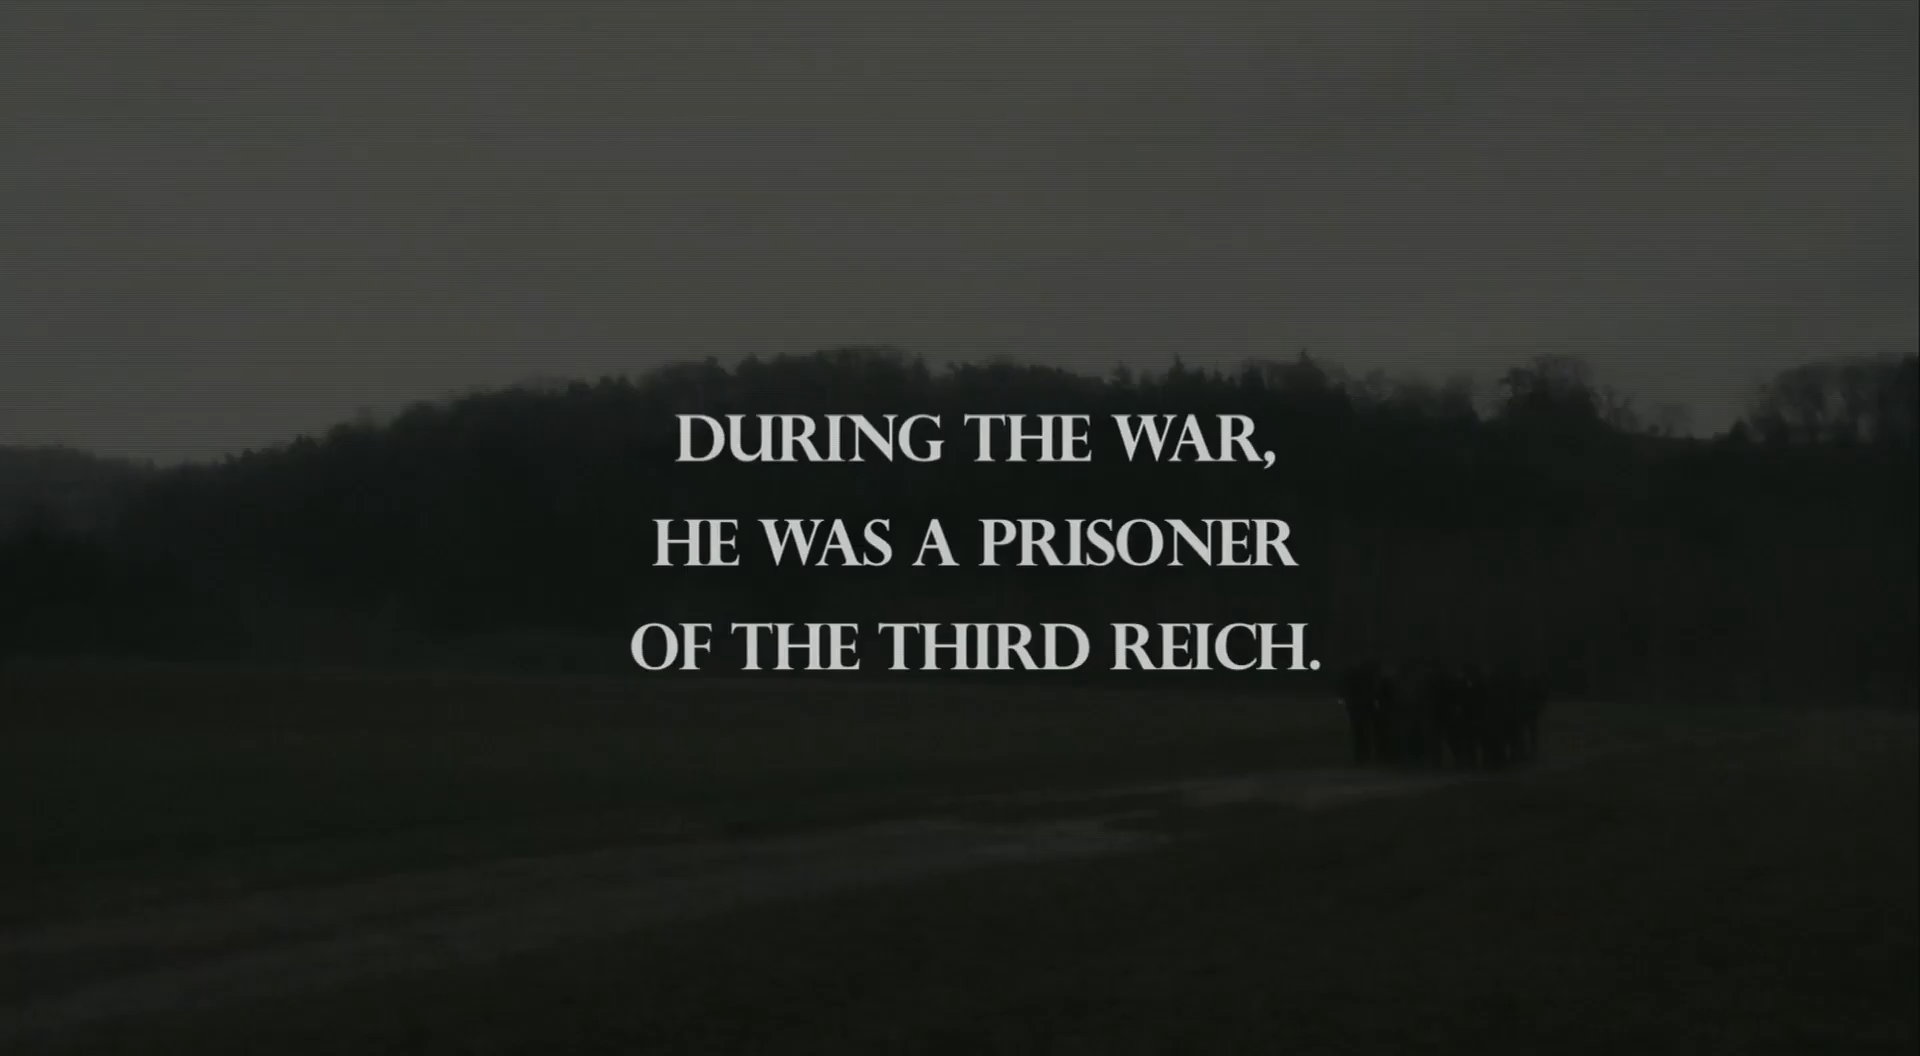 DURING THE WAR,
HE WAS A PRISONER
OF THE THIRD REICH.